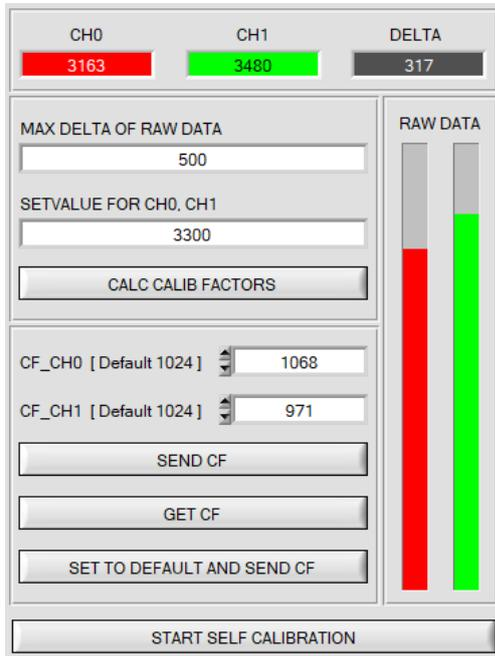 CH0 CH1 DELTA
3163 3480 317
MAX DELTA OF RAW DATA
500
SETVALUE FOR CH0, CH1
3300
CALC CALIB FACTORS
RAW DATA
CF_CH0 [ Default 1024 ] 1068
CF_CH1 [ Default 1024 ] 971
SEND CF
GET CF
SET TO DEFAULT AND SEND CF
START SELF CALIBRATION